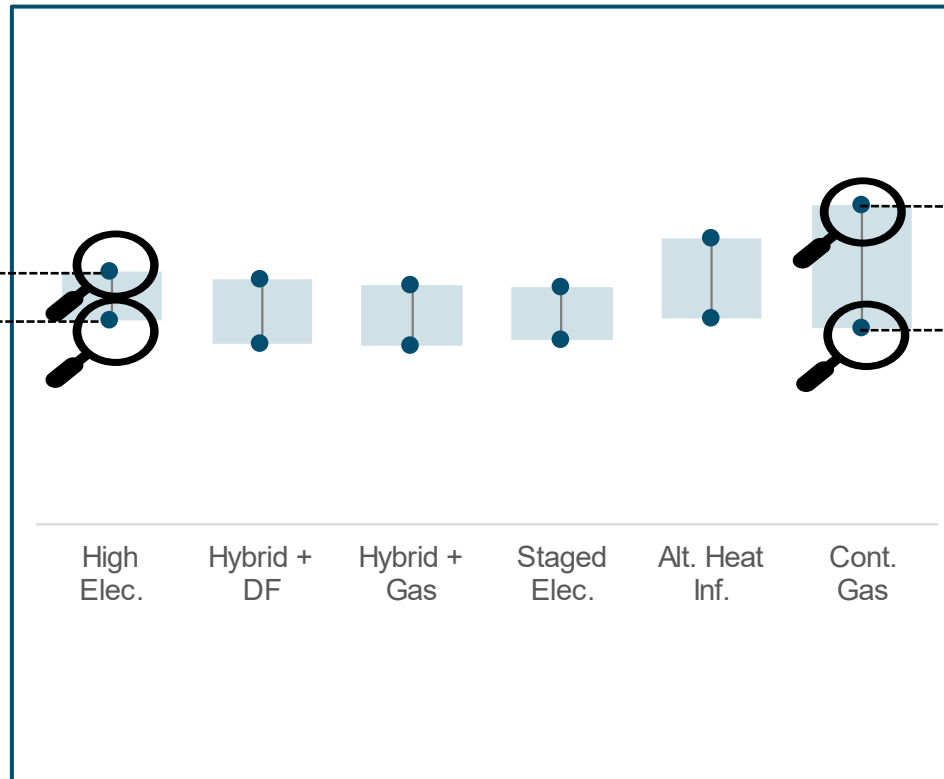 High
Elec.
Hybrid +
DF
Hybrid +
Gas
Staged
Elec.
Alt. Heat
Inf.
Cont.
Gas